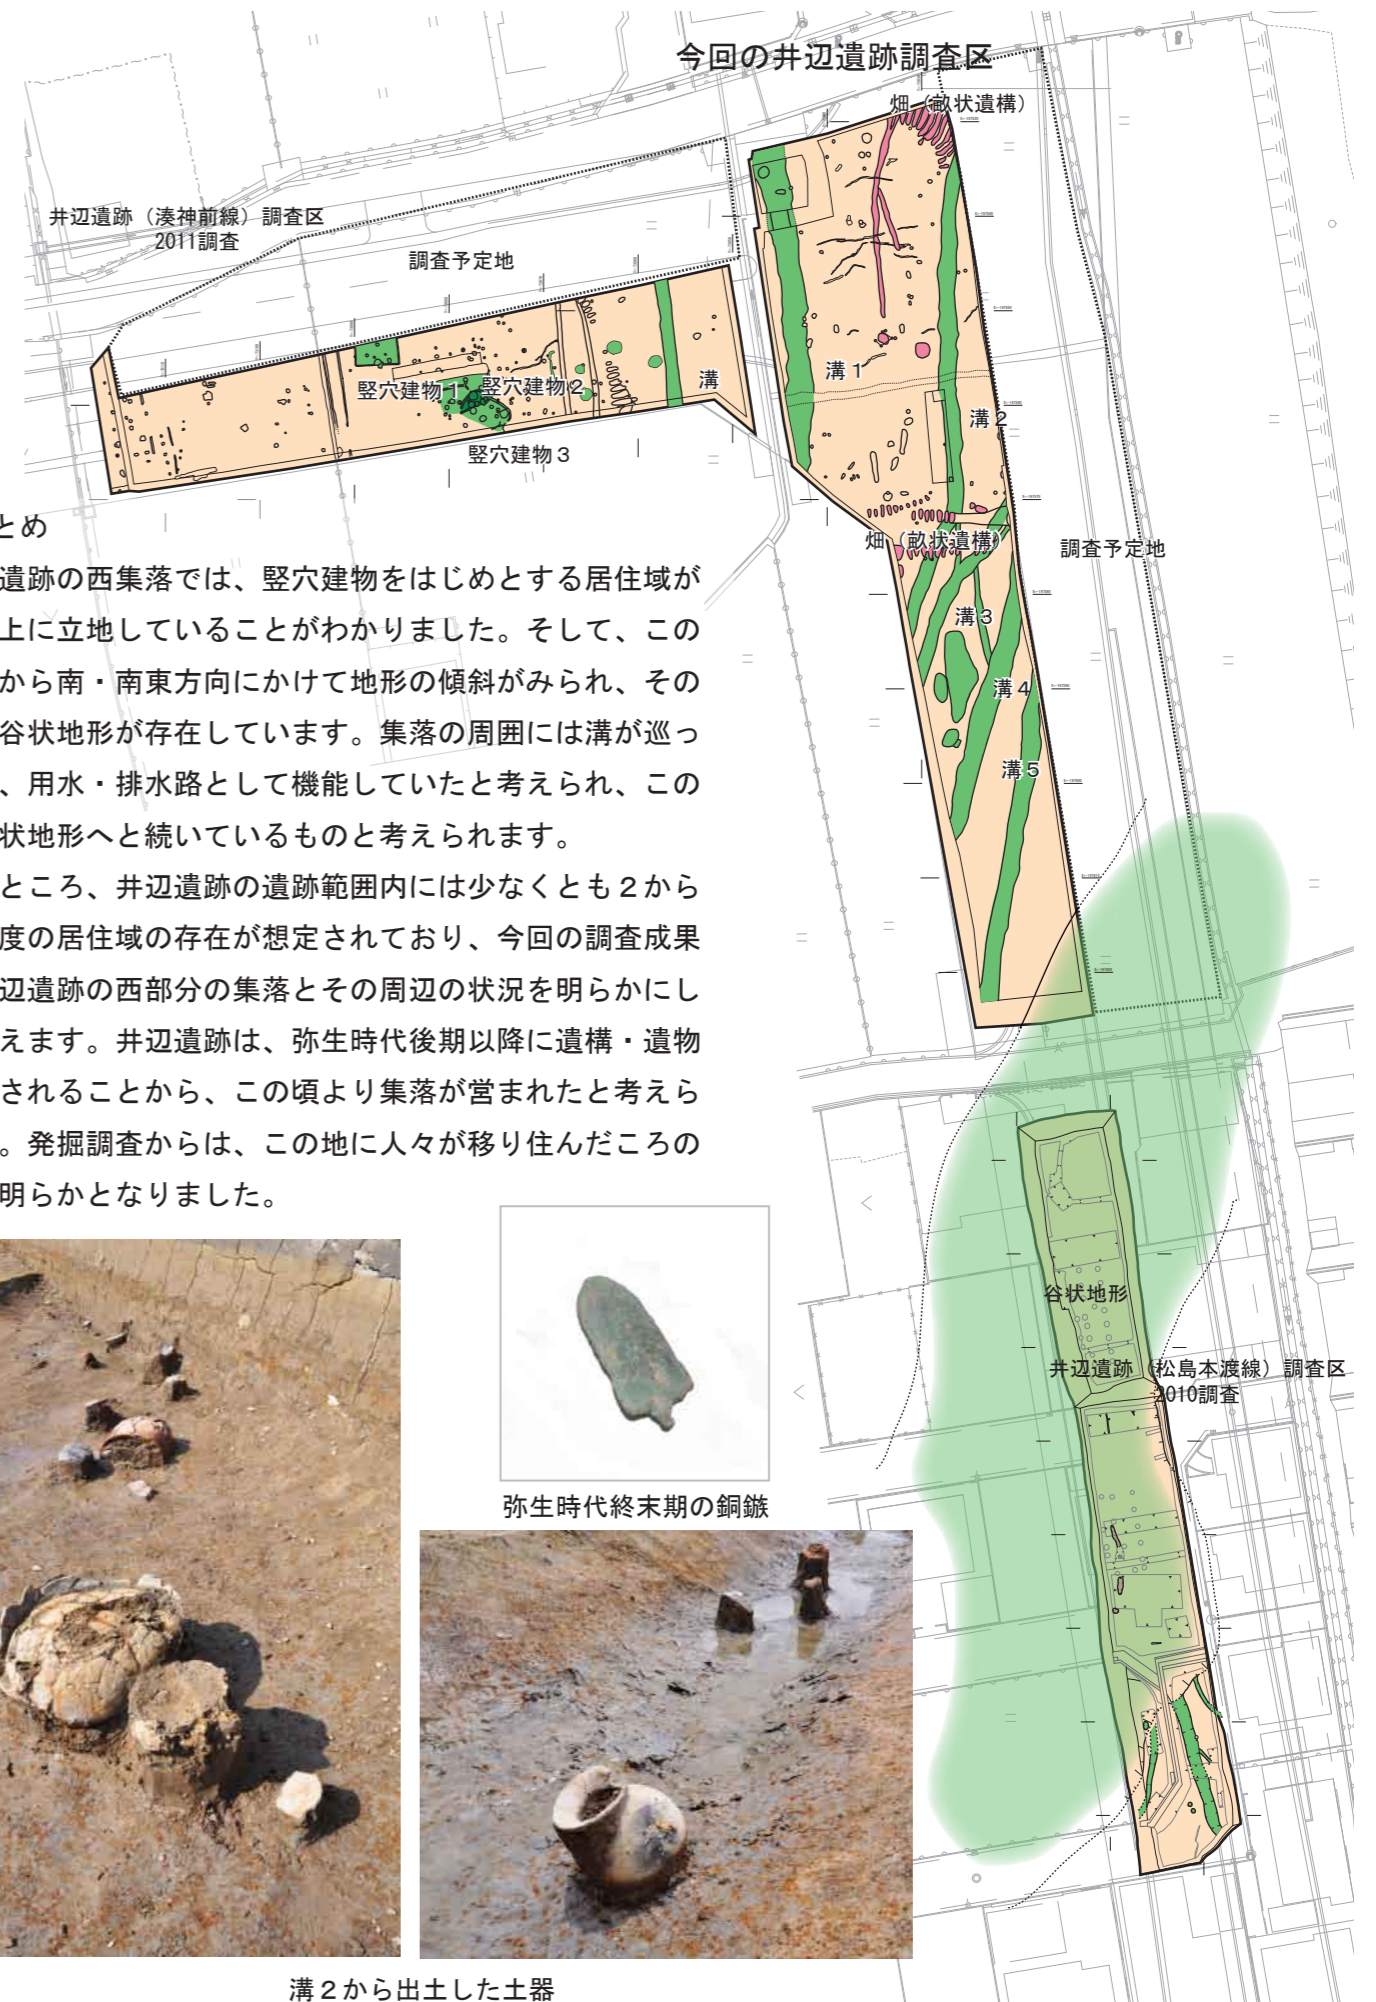 今回の井辺遺跡調査区
畑（畝状遺構）
井辺遺跡（湊神前線）調査区
2011調査
調査予定地
竪穴建物１
竪穴建物２
竪穴建物３
溝
溝１
溝２
畑（畝状遺構）
調査予定地
溝３
溝４
溝５
とめ
遺跡の西集落では、竪穴建物をはじめとする居住域が
上に立地していることがわかりました。そして、この
から南・南東方向にかけて地形の傾斜がみられ、その
谷状地形が存在しています。集落の周囲には溝が巡っ
、用水・排水路として機能していたと考えられ、この
状地形へと続いているものと考えられます。
ところ、井辺遺跡の遺跡範囲内には少なくとも２から
度の居住域の存在が想定されており、今回の調査成果
辺遺跡の西部分の集落とその周辺の状況を明らかにし
えます。井辺遺跡は、弥生時代後期以降に遺構・遺物
されることから、この頃より集落が営まれたと考えら
。発掘調査からは、この地に人々が移り住んだころの
明らかとなりました。
谷状地形
井辺遺跡（松島本渡線）調査区
2010調査
弥生時代終末期の銅鏃
溝２から出土した土器